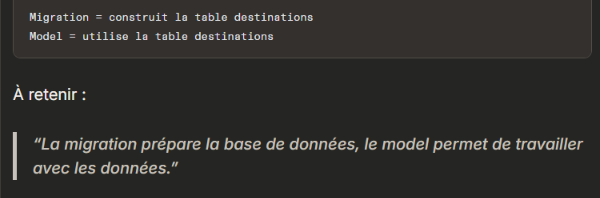 Migration = construit la table destinations
Model = utilise la table destinations
À retenir :
“La migration prépare la base de données, le model permet de travailler
avec les données.”